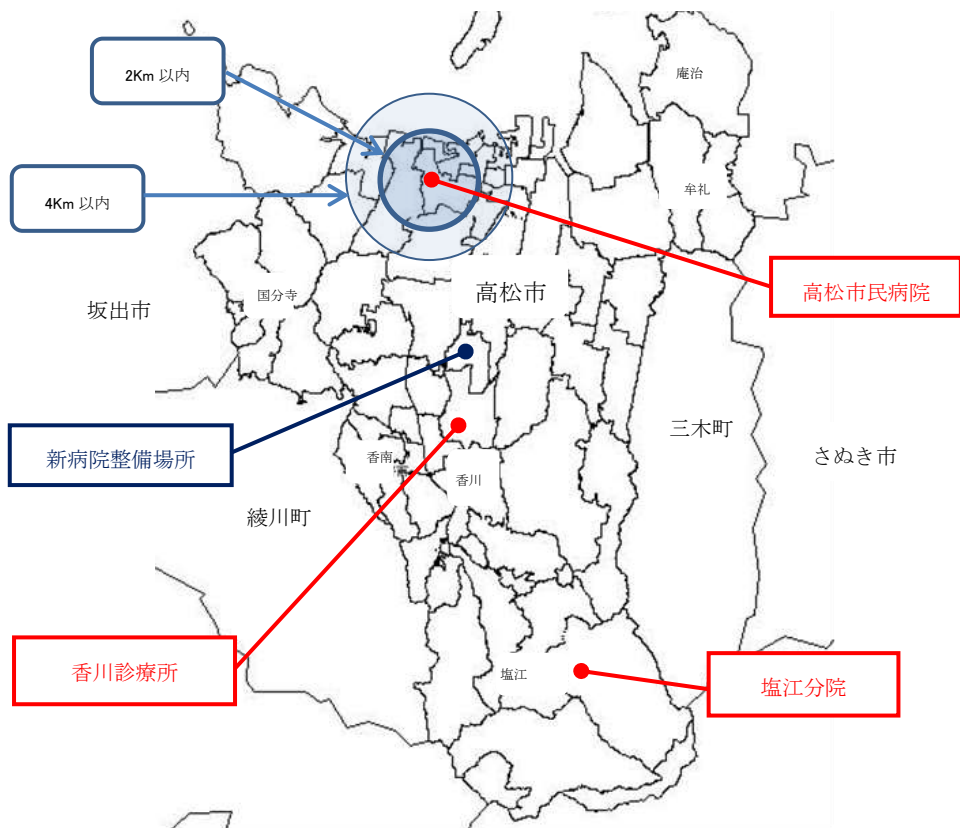 2Km 以内
庵治
4Km 以内
牟礼
高松市民病院
国分寺
高松市
坂出市
新病院整備場所
三木町
さぬき市
香南
香川
綾川町
香川診療所
塩江
塩江分院